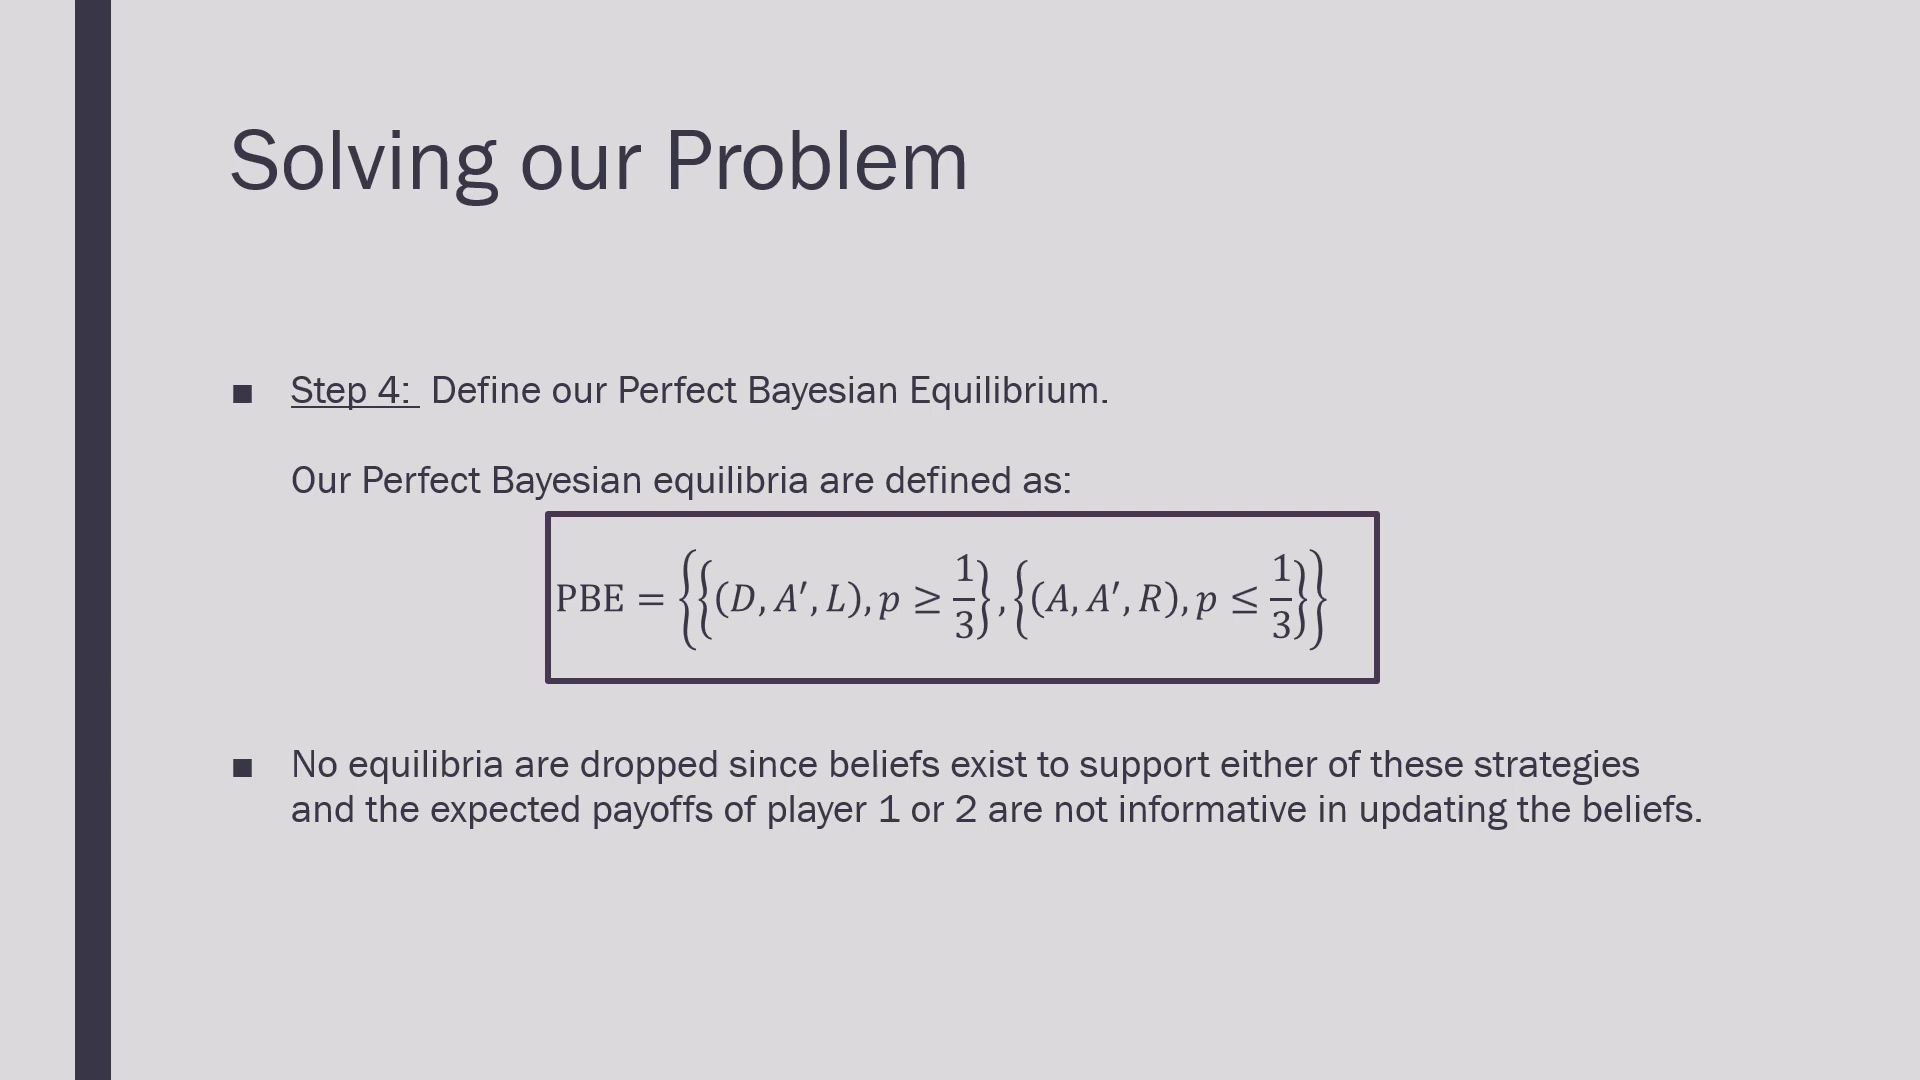 Solving our Problem
▪ Step 4: Define our Perfect Bayesian Equilibrium.
Our Perfect Bayesian equilibria are defined as:
PBE = {{(D, A′, L), p ≥ 1/3}, {(A, A′, R), p ≤ 1/3}}
▪ No equilibria are dropped since beliefs exist to support either of these strategies
and the expected payoffs of player 1 or 2 are not informative in updating the beliefs.